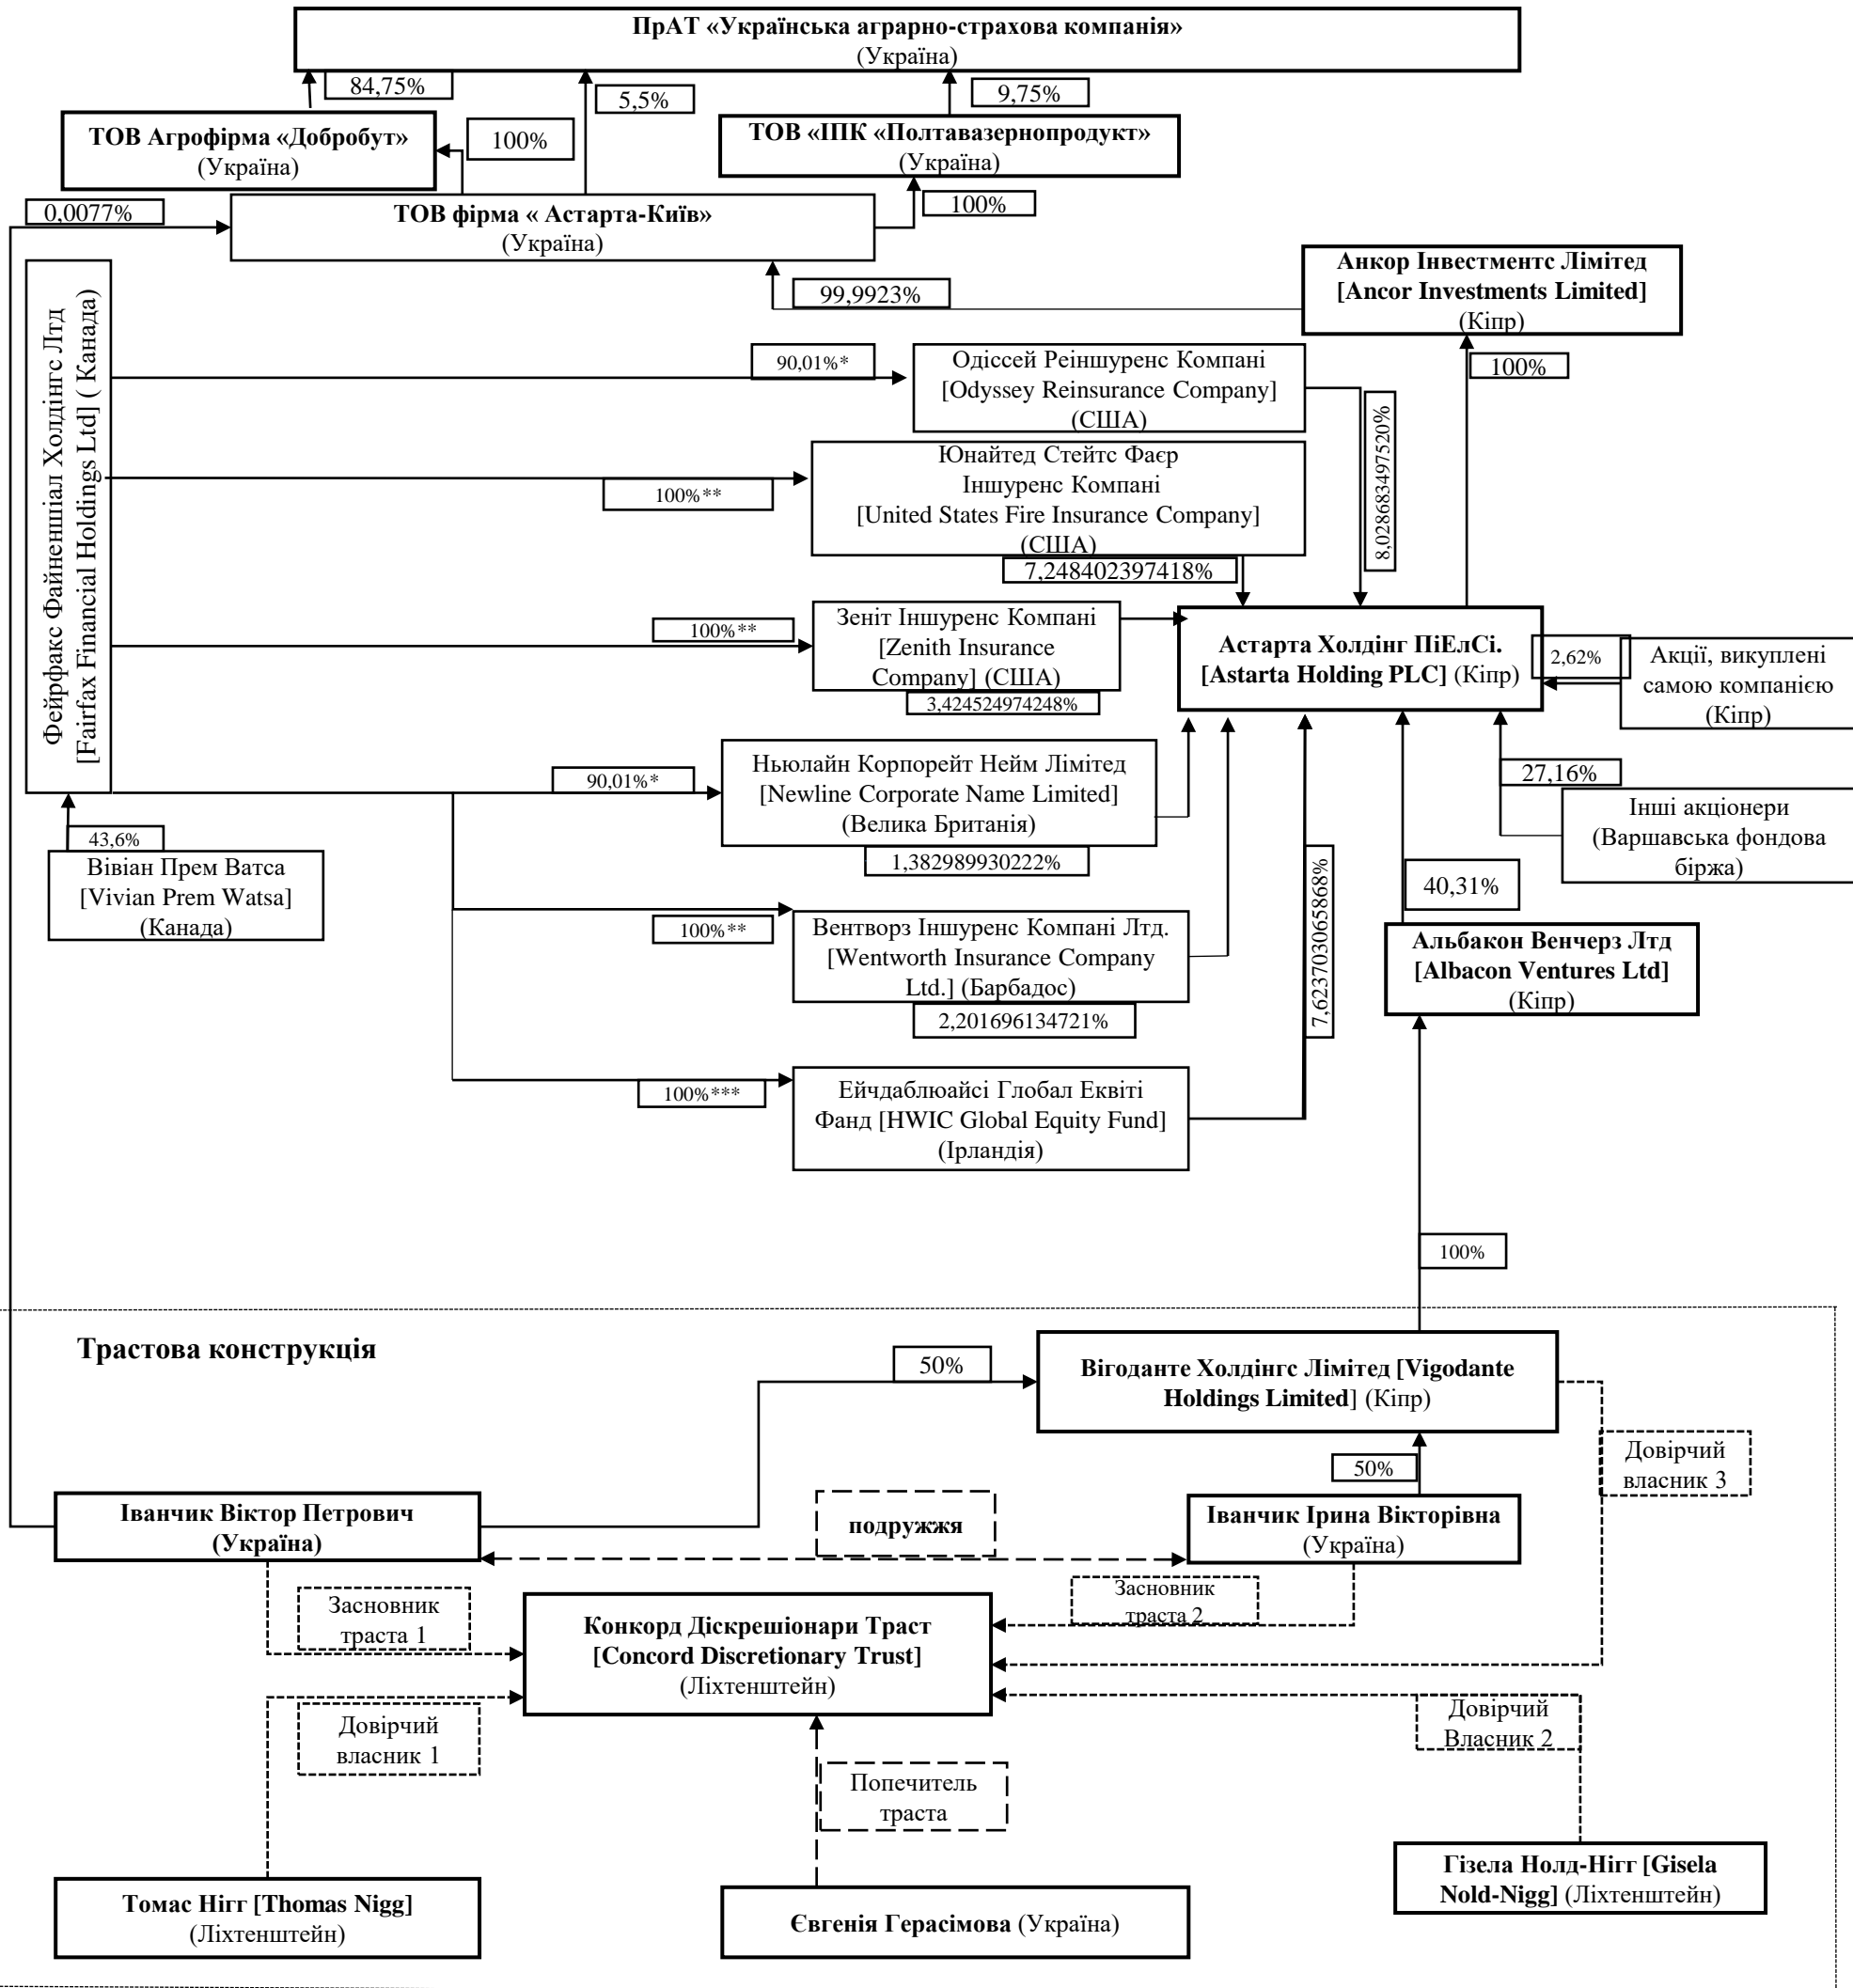 ПрАТ «Українська аграрно-страхова компанія»
(Україна)
84,75%
5,5%
9,75%
ТОВ Агрофірма «Добробут»
(Україна)
100%
ТОВ «ІПК «Полтавазернопродукт»
(Україна)
0,0077%
ТОВ фірма « Астарта-Київ»
(Україна)
100%
99,9923%
Анкор Інвестментс Лімітед
[Ancor Investments Limited]
(Кіпр)
100%
Фейрфакс Файненшіал Холдінгс Лтд
[Fairfax Financial Holdings Ltd] ( Канада)
90,01%*
Одіссей Реіншуренс Компані
[Odyssey Reinsurance Company]
(США)
8,028683497520%
100%**
Юнайтед Стейтс Фаєр
Іншуренс Компані
[United States Fire Insurance Company]
(США)
7,248402397418%
100%**
Зеніт Іншуренс Компані
[Zenith Insurance
Company] (США)
3,424524974248%
Астарта Холдінг ПіЕлСі.
[Astarta Holding PLC] (Кіпр)
2,62%
Акції, викуплені
самою компанією
(Кіпр)
90,01%*
Ньюлайн Корпорейт Нейм Лімітед
[Newline Corporate Name Limited]
(Велика Британія)
1,382989930222%
27,16%
Інші акціонери
(Варшавська фондова
біржа)
43,6%
Вівіан Прем Ватса
[Vivian Prem Watsa]
(Канада)
100%**
Вентворз Іншуренс Компані Лтд.
[Wentworth Insurance Company
Ltd.] (Барбадос)
2,201696134721%
7,623703065868%
40,31%
Альбакон Венчерз Лтд
[Albacon Ventures Ltd]
(Кіпр)
100%***
Ейчдаблюайсі Глобал Еквіті
Фанд [HWIC Global Equity Fund]
(Ірландія)
100%
Трастова конструкція
50%
Вігоданте Холдінгс Лімітед [Vigodante
Holdings Limited] (Кіпр)
Довірчий
власник 3
50%
Іванчик Віктор Петрович
(Україна)
подружжя
Іванчик Ірина Вікторівна
(Україна)
Засновник
траста 1
Засновник
траста 2
Конкорд Діскрешіонари Траст
[Concord Discretionary Trust]
(Ліхтенштейн)
Довірчий
власник 1
Довірчий
Власник 2
Попечитель
траста
Томас Нігг [Thomas Nigg]
(Ліхтенштейн)
Євгенія Герасімова (Україна)
Гізела Нолд-Нігг [Gisela
Nold-Nigg] (Ліхтенштейн)